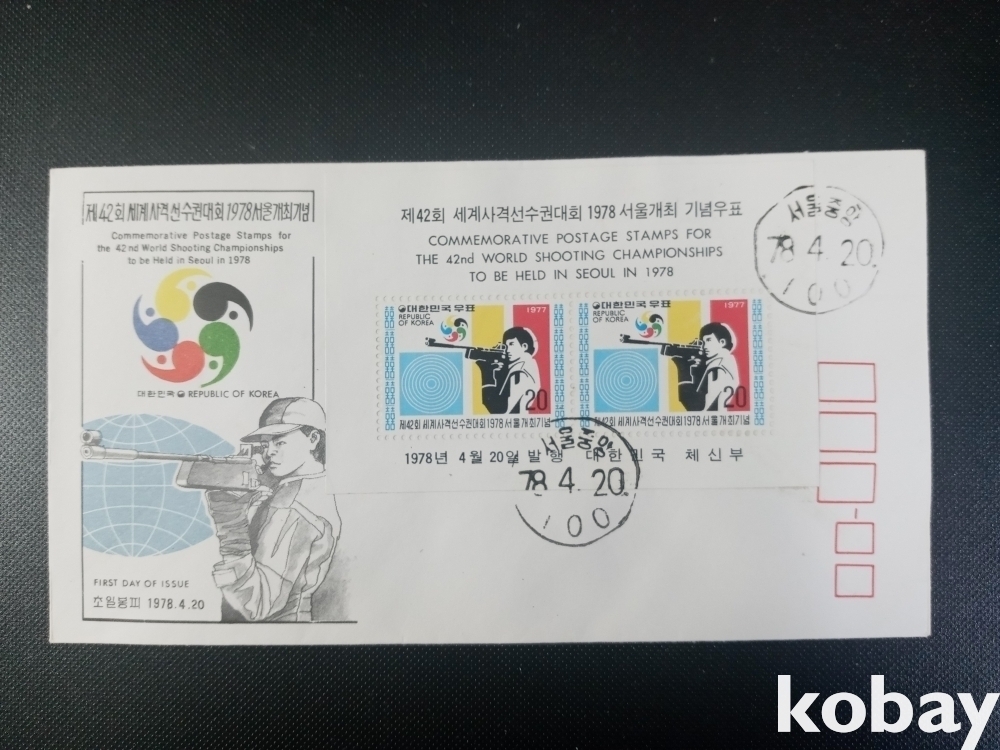 제42회 세계사격선수권대회 1978 서울개최기념
Commemorative Postage Stamps for
the 42nd World Shooting Championships
to be Held in Seoul in 1978
대한민국 REPUBLIC OF KOREA
FIRST DAY OF ISSUE
초일봉피 1978.4.20
제42회 세계사격선수권대회 1978 서울개최 기념우표
COMMEMORATIVE POSTAGE STAMPS FOR
THE 42nd WORLD SHOOTING CHAMPIONSHIPS
TO BE HELD IN SEOUL IN 1978
대한민국우표
REPUBLIC
OF KOREA
1977
20
제42회 세계사격선수권대회 1978 서울개최기념
대한민국우표
REPUBLIC
OF KOREA
1977
20
제42회 세계사격선수권대회 1978 서울개최기념
1978년 4월 20일 발행 대한민국 체신부
서울중앙
78.4.20.
100
서울중앙
78.4.20.
100
kobay